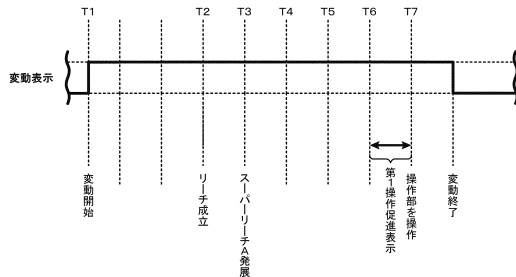 T1
T2
T3
T4
T5
T6
T7
変動表示
変動開始
リーチ成立
スーパーリーチA発展
第1操作促進表示
操作部を操作
変動終了